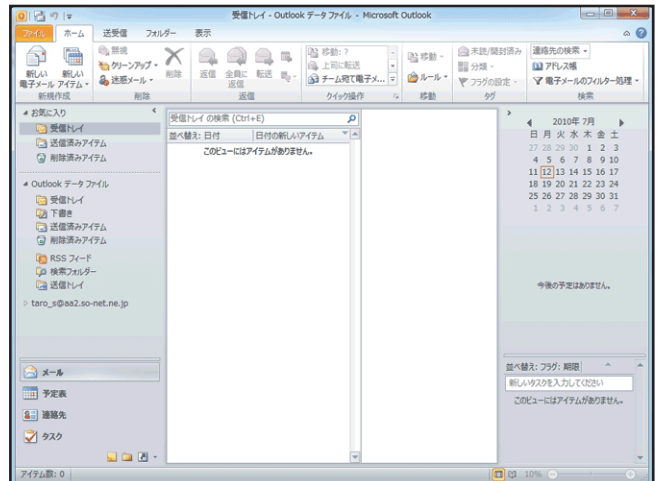 受信トレイ - Outlook データ ファイル - Microsoft Outlook
ファイル ホーム 送受信 フォルダー 表示
新しい 電子メール
新しい アイテム
新規作成
無視
クリーンアップ
迷惑メール
削除
削除
返信
全員に 返信
転送
返信
移動: ?
上司に転送
チーム宛て電子メ...
クイック操作
移動
ルール
移動
未読/開封済み
分類
フラグの設定
タグ
連絡先の検索
アドレス帳
電子メールのフィルター処理
検索
お気に入り
受信トレイ
送信済みアイテム
削除済みアイテム
Outlook データ ファイル
受信トレイ
下書き
送信済みアイテム
削除済みアイテム
RSS フィード
検索フォルダー
送信トレイ
taro_s@aa2.so-net.ne.jp
メール
予定表
連絡先
タスク
受信トレイ の検索 (Ctrl+E)
並べ替え: 日付 日付の新しいアイテム
このビューにはアイテムがありません。
2010年 7月
日 月 火 水 木 金 土
27 28 29 30 1 2 3
4 5 6 7 8 9 10
11 12 13 14 15 16 17
18 19 20 21 22 23 24
25 26 27 28 29 30 31
1 2 3 4 5 6 7
今後の予定はありません。
並べ替え: フラグ: 期限
新しいタスクを入力してください
このビューにはアイテムがありません。
アイテム数: 0
10%